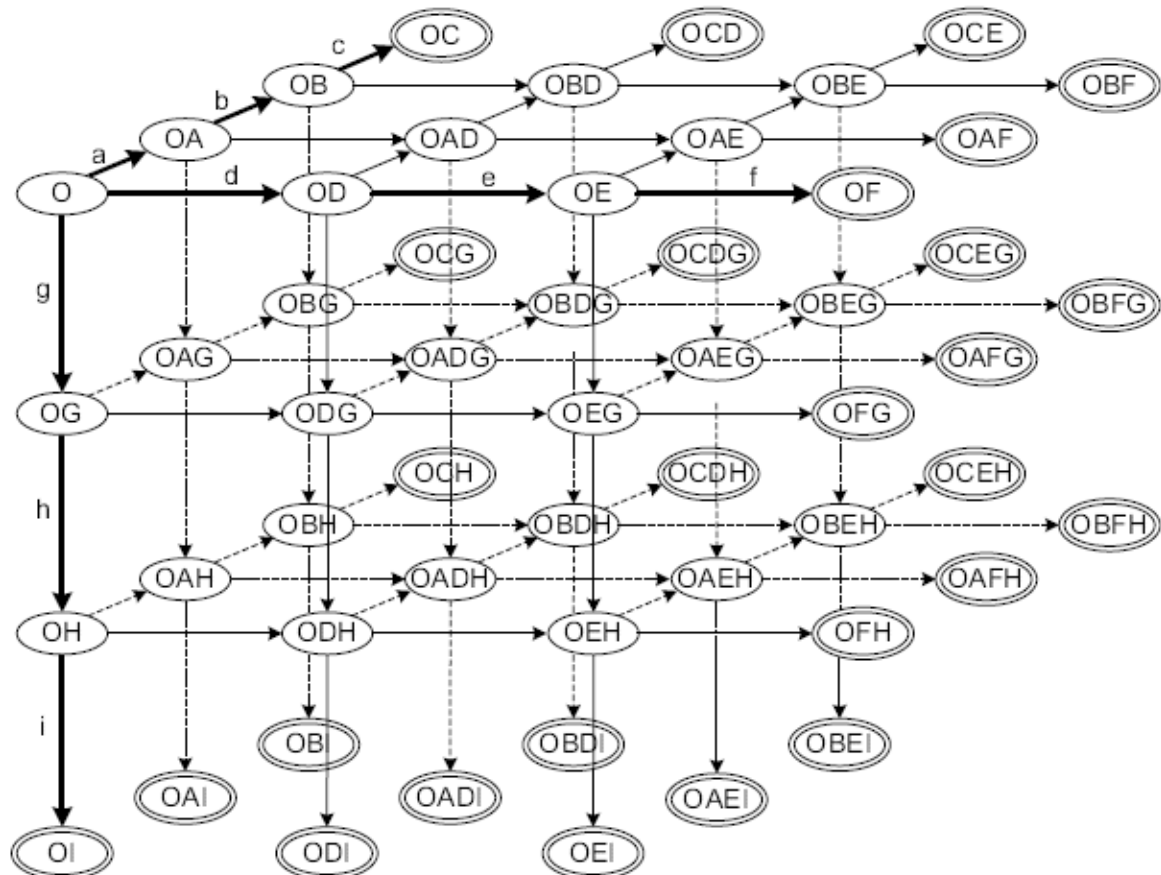 c OC OCD OCE
OB OBD OBE OBF
b
OA OAD OAE OAF
a
O d OD e OE f OF
OCG OCDG OCEG
g
OBG OBDG OBEG OBFG
OAG OADG OAEG OAFG
OG ODG OEG OFG
OCH OCDH OCEH
h
OBH OBDH OBEH OBFH
OAH OADH OAEH OAFH
OH ODH OEH OFH
i
OBI OBDI OBEI
OAI OADI OAEI
OI ODI OEI